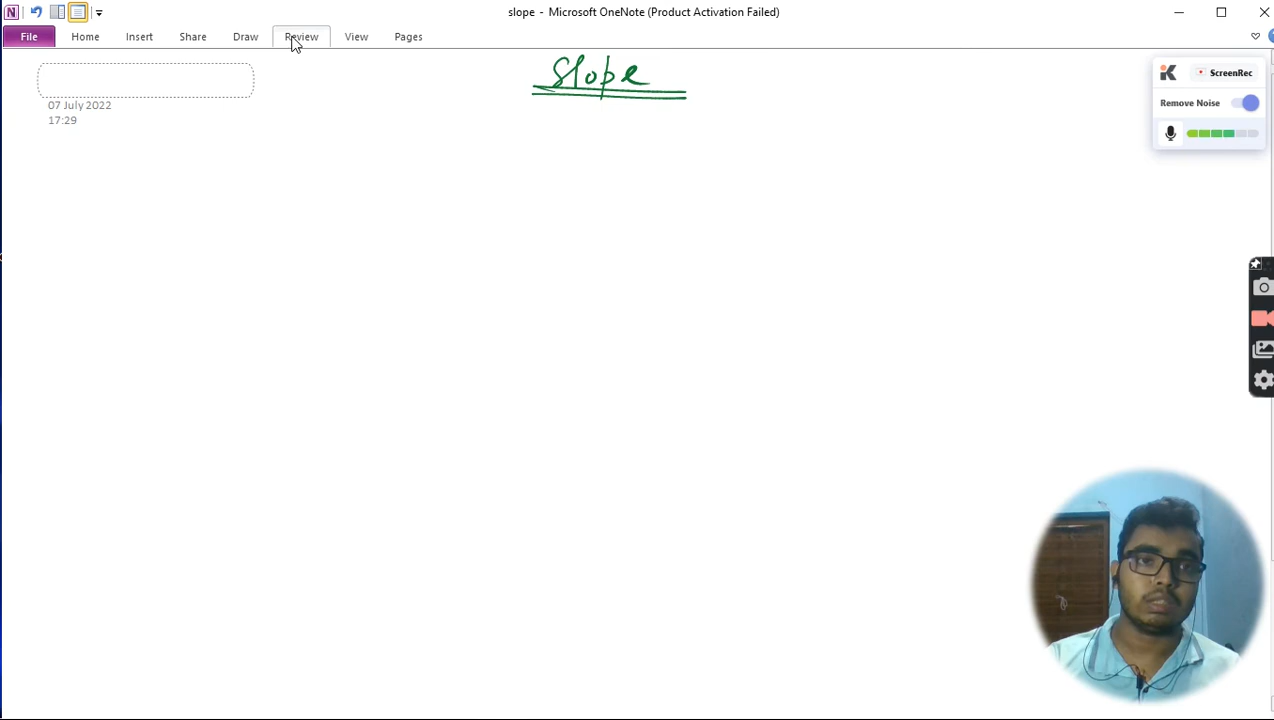 slope - Microsoft OneNote (Product Activation Failed)
File Home Insert Share Draw Review View Pages
Slope
07 July 2022
17:29
ScreenRec
Remove Noise